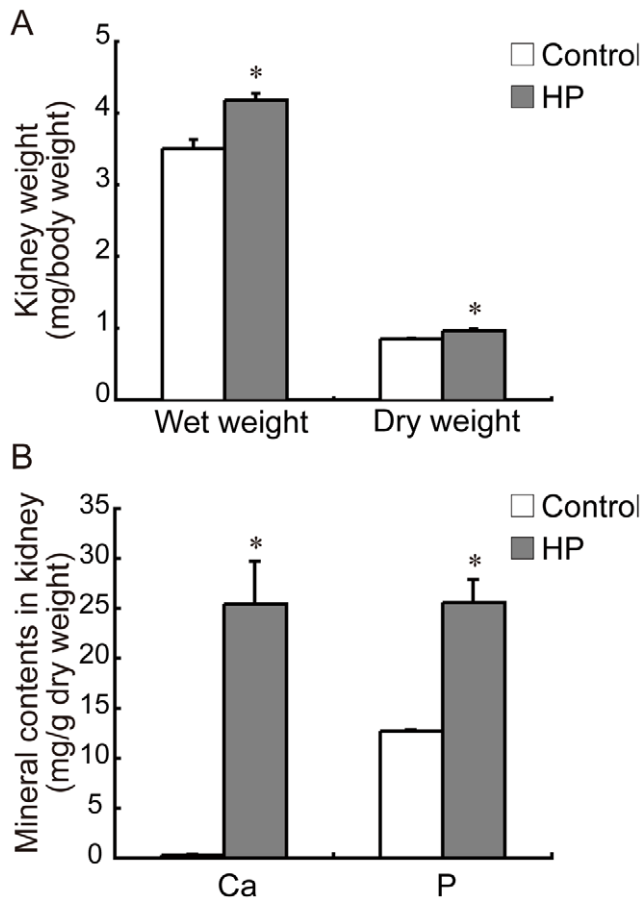 A
Kidney weight
(mg/body weight)
5
4
3
2
1
0
*
*
Control
HP
Wet weight
Dry weight
B
Mineral contents in kidney
(mg/g dry weight)
35
30
25
20
15
10
5
0
*
*
Control
HP
Ca
P